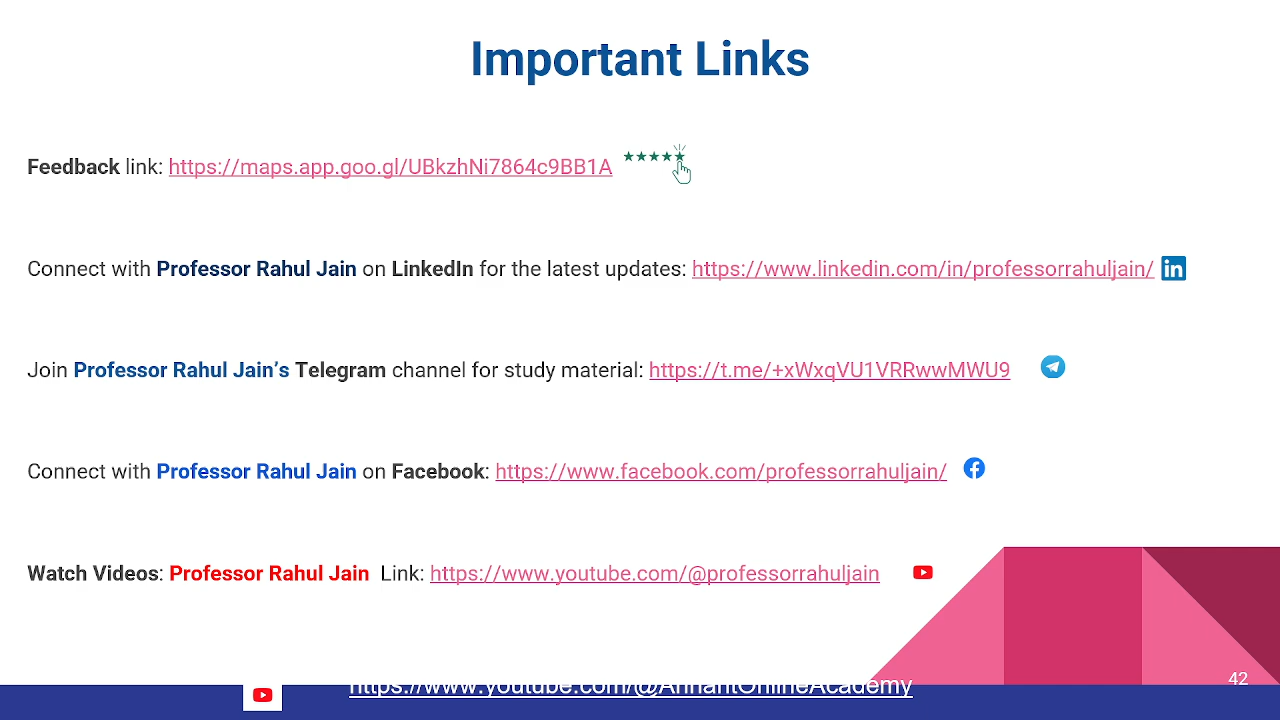 Important Links
Feedback link: https://maps.app.goo.gl/UBkzhNi7864c9BB1A
Connect with Professor Rahul Jain on LinkedIn for the latest updates: https://www.linkedin.com/in/professorrahuljain/
in
Join Professor Rahul Jain’s Telegram channel for study material: https://t.me/+xWxqVU1VRRwwMWU9
Connect with Professor Rahul Jain on Facebook: https://www.facebook.com/professorrahuljain/
Watch Videos: Professor Rahul Jain Link: https://www.youtube.com/@professorrahuljain
42
https://www.youtube.com/@AnnantOnlineAcademy